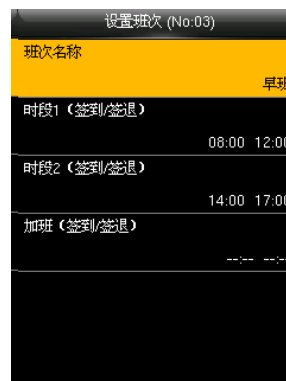 设置班次 (No:03)
班次名称
早班
时段1 (签到/签退)
08:00 12:00
时段2 (签到/签退)
14:00 17:00
加班 (签到/签退)
--:-- --:--